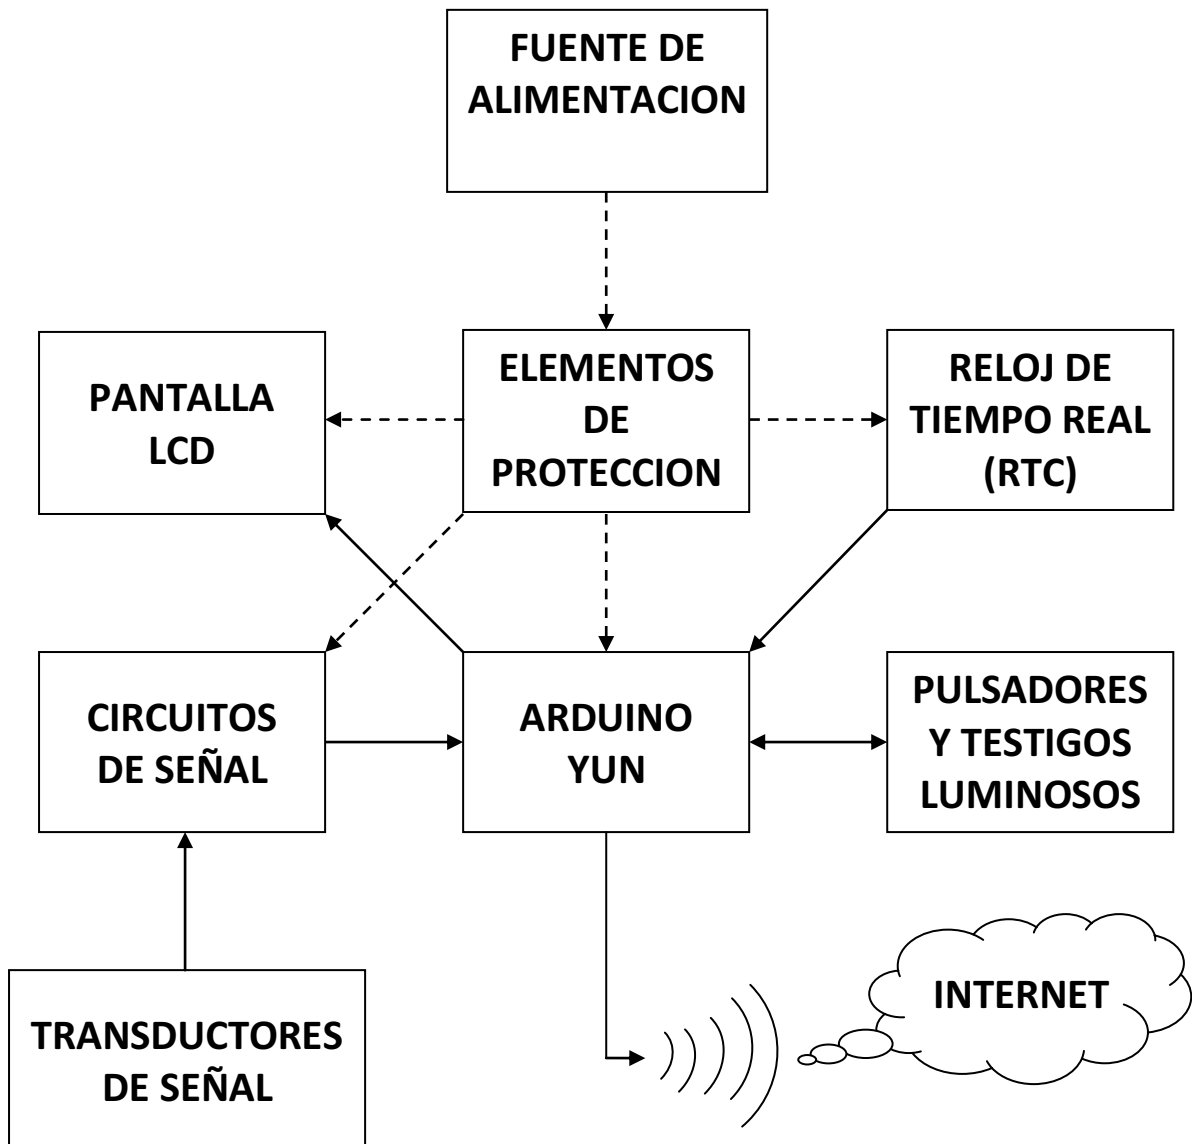 FUENTE DE
ALIMENTACION
PANTALLA
LCD
ELEMENTOS
DE
PROTECCION
RELOJ DE
TIEMPO REAL
(RTC)
CIRCUITOS
DE SEÑAL
ARDUINO
YUN
PULSADORES
Y TESTIGOS
LUMINOSOS
TRANSDUCTORES
DE SEÑAL
INTERNET